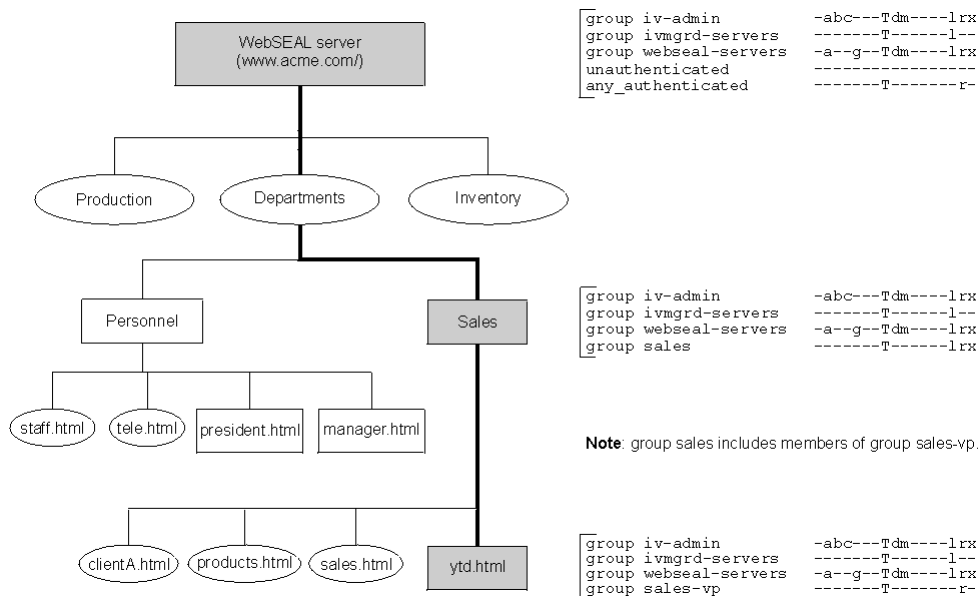 WebSEAL server
(www.acme.com/)
group iv-admin -abc---Tdm----lrx
group ivmgrd-servers -------T------l--
group webseal-servers -a--g--Tdm----lrx
unauthenticated -----------------
any_authenticated -------T-------r-
Production
Departments
Inventory
Personnel
Sales
group iv-admin -abc---Tdm----lrx
group ivmgrd-servers -------T------l--
group webseal-servers -a--g--Tdm----lrx
group sales -------T------lrx
staff.html
tele.html
president.html
manager.html
Note: group sales includes members of group sales-vp.
clientA.html
products.html
sales.html
ytd.html
group iv-admin -abc---Tdm----lrx
group ivmgrd-servers -------T------l--
group webseal-servers -a--g--Tdm----lrx
group sales-vp -------T-------r-